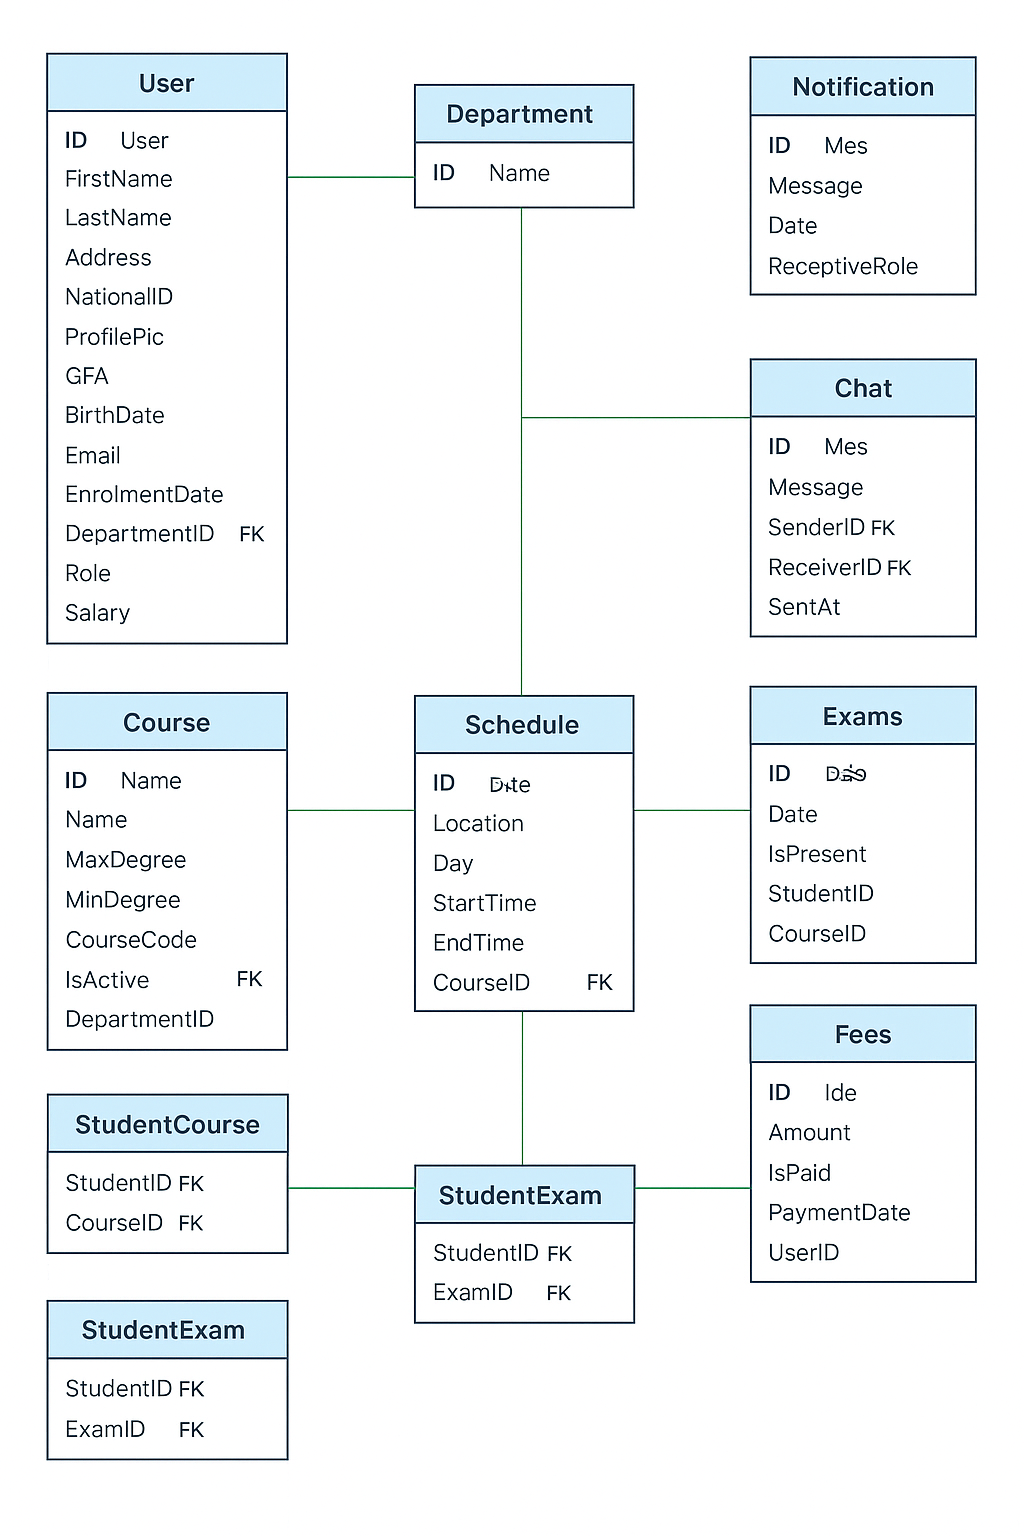 User
ID User
FirstName
LastName
Address
NationalID
ProfilePic
GFA
BirthDate
Email
EnrolmentDate
DepartmentID FK
Role
Salary
Department
ID Name
Notification
ID Mes
Message
Date
ReceptiveRole
Chat
ID Mes
Message
SenderID FK
ReceiverID FK
SentAt
Course
ID Name
Name
MaxDegree
MinDegree
CourseCode
IsActive FK
DepartmentID
Schedule
ID
Location
Day
StartTime
EndTime
CourseID FK
Exams
ID
Date
IsPresent
StudentID
CourseID
Fees
ID Ide
Amount
IsPaid
PaymentDate
UserID
StudentCourse
StudentID FK
CourseID FK
StudentExam
StudentID FK
ExamID FK
StudentExam
StudentID FK
ExamID FK